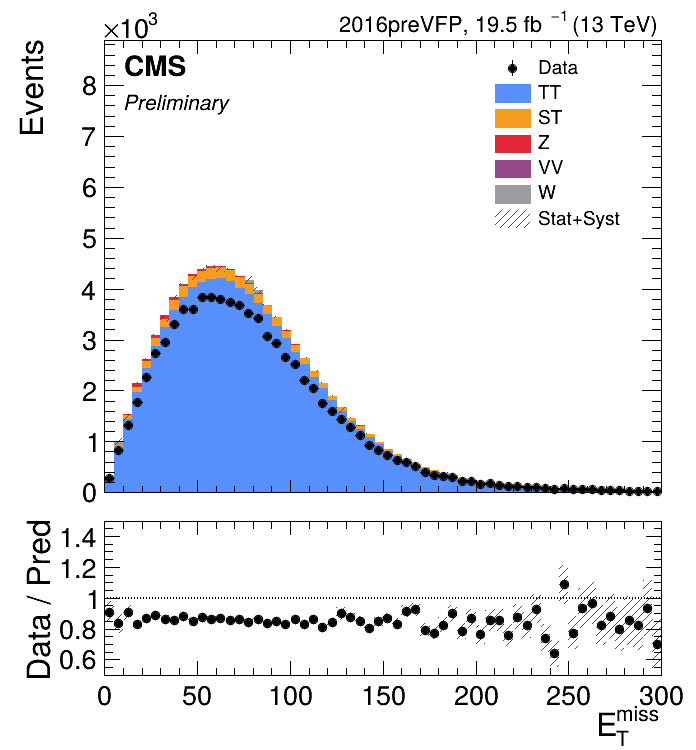 ×10³
2016preVFP, 19.5 fb⁻¹ (13 TeV)
CMS
Preliminary
Events
Data
TT
ST
Z
VV
W
Stat+Syst
8
7
6
5
4
3
2
1
0
Data / Pred
1.4
1.2
1
0.8
0.6
0 50 100 150 200 250 300
E_T^miss